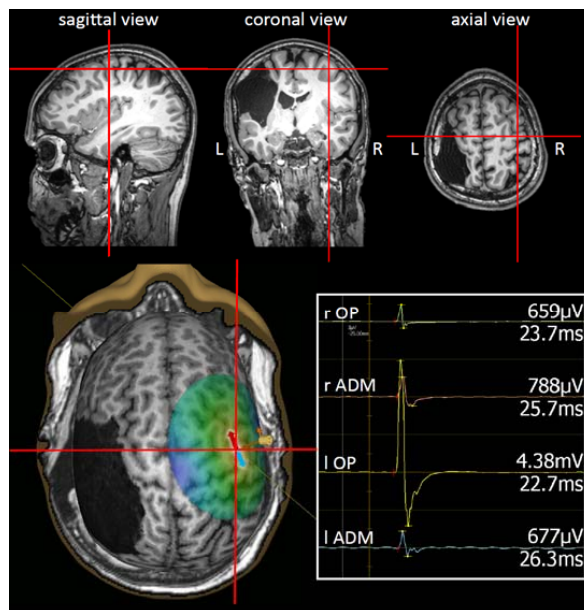 sagittal view
coronal view
axial view
L
R
L
R
r OP
659µV
23.7ms
r ADM
788µV
25.7ms
l OP
4.38mV
22.7ms
l ADM
677µV
26.3ms